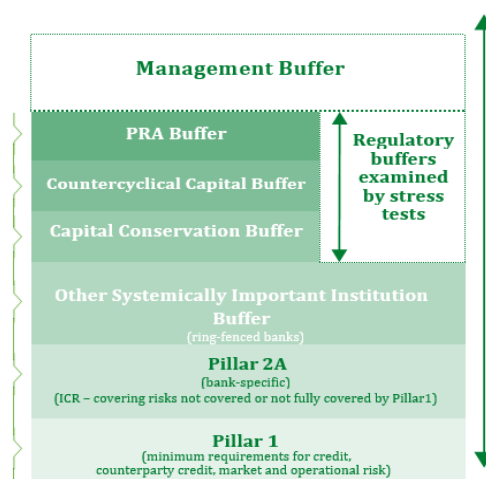 Management Buffer
PRA Buffer
Countercyclical Capital Buffer
Capital Conservation Buffer
Regulatory
buffers
examined
by stress
tests
Other Systemically Important Institution
Buffer
(ring-fenced banks)
Pillar 2A
(bank-specific)
(ICR – covering risks not covered or not fully covered by Pillar1)
Pillar 1
(minimum requirements for credit,
counterparty credit, market and operational risk)